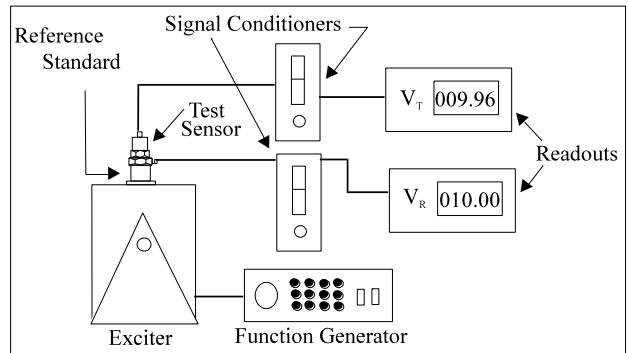 Signal Conditioners
Reference
Standard
Test
Sensor
V_T 009.96
Readouts
V_R 010.00
Exciter
Function Generator